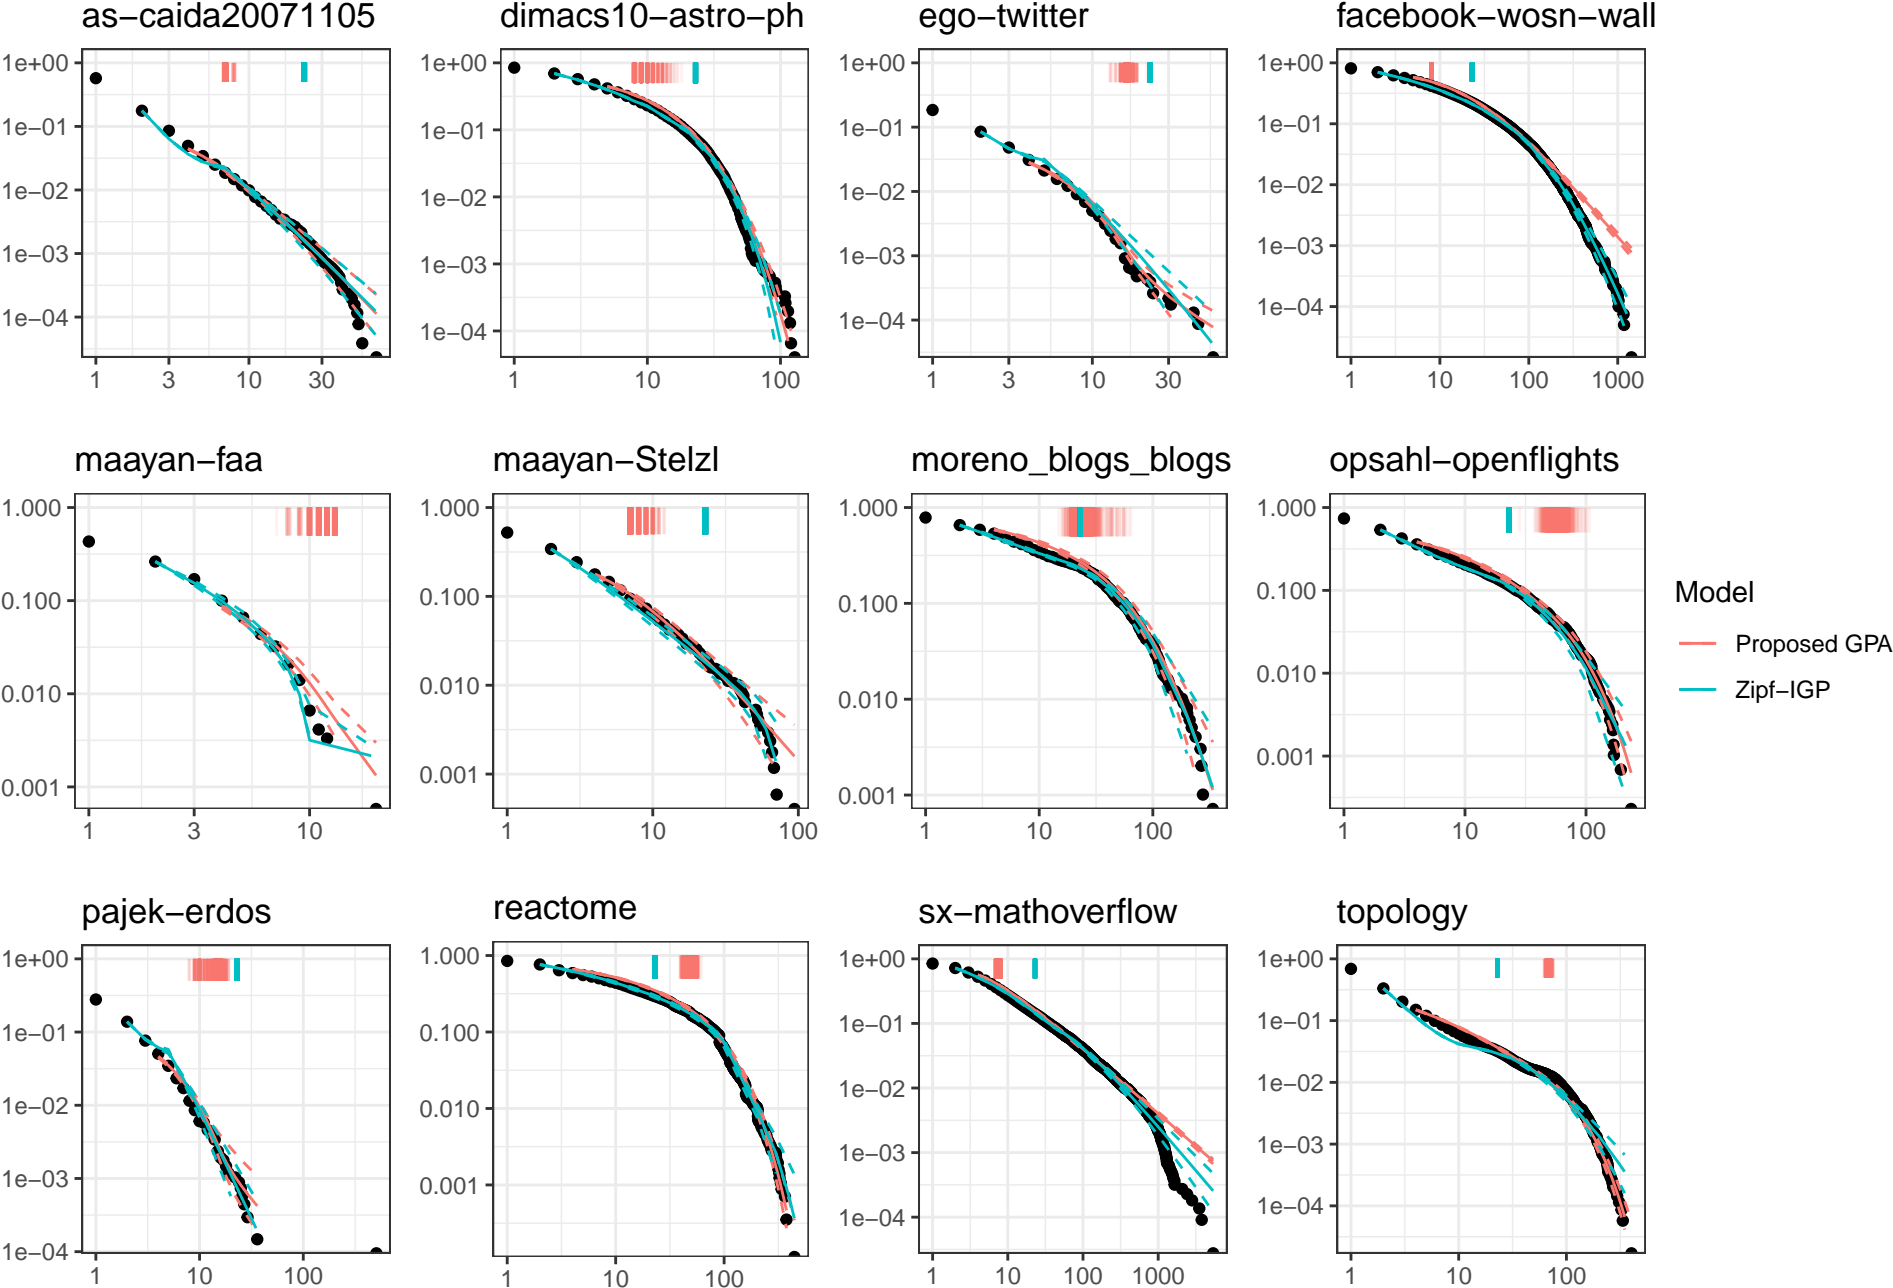 as−caida20071105
dimacs10−astro−ph
ego−twitter
facebook−wosn−wall
1e+00
1e−01
1e−02
1e−03
1e−04
1 3 10 30
1e+00
1e−01
1e−02
1e−03
1e−04
1 10 100
1e+00
1e−01
1e−02
1e−03
1e−04
1 3 10 30
1e+00
1e−01
1e−02
1e−03
1e−04
1 10 100 1000
maayan−faa
maayan−Stelzl
moreno_blogs_blogs
opsahl−openflights
1.000
0.100
0.010
0.001
1 3 10
1.000
0.100
0.010
0.001
1 10 100
1.000
0.100
0.010
0.001
1 10 100
1.000
0.100
0.010
0.001
1 10 100
Model
Proposed GPA
Zipf−IGP
pajek−erdos
reactome
sx−mathoverflow
topology
1e+00
1e−01
1e−02
1e−03
1e−04
1 10 100
1.000
0.100
0.010
0.001
1 10 100
1e+00
1e−01
1e−02
1e−03
1e−04
1 10 100 1000
1e+00
1e−01
1e−02
1e−03
1e−04
1 10 100